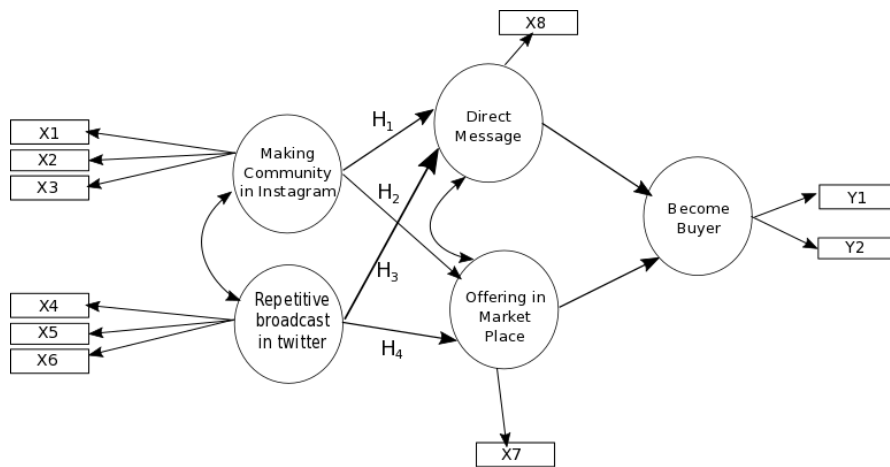 X8
X1
X2
X3
Making
Community
in Instagram
H1
Direct
Message
H2
Become
Buyer
Y1
Y2
X4
X5
X6
Repetitive
broadcast
in twitter
H3
H4
Offering in
Market
Place
X7